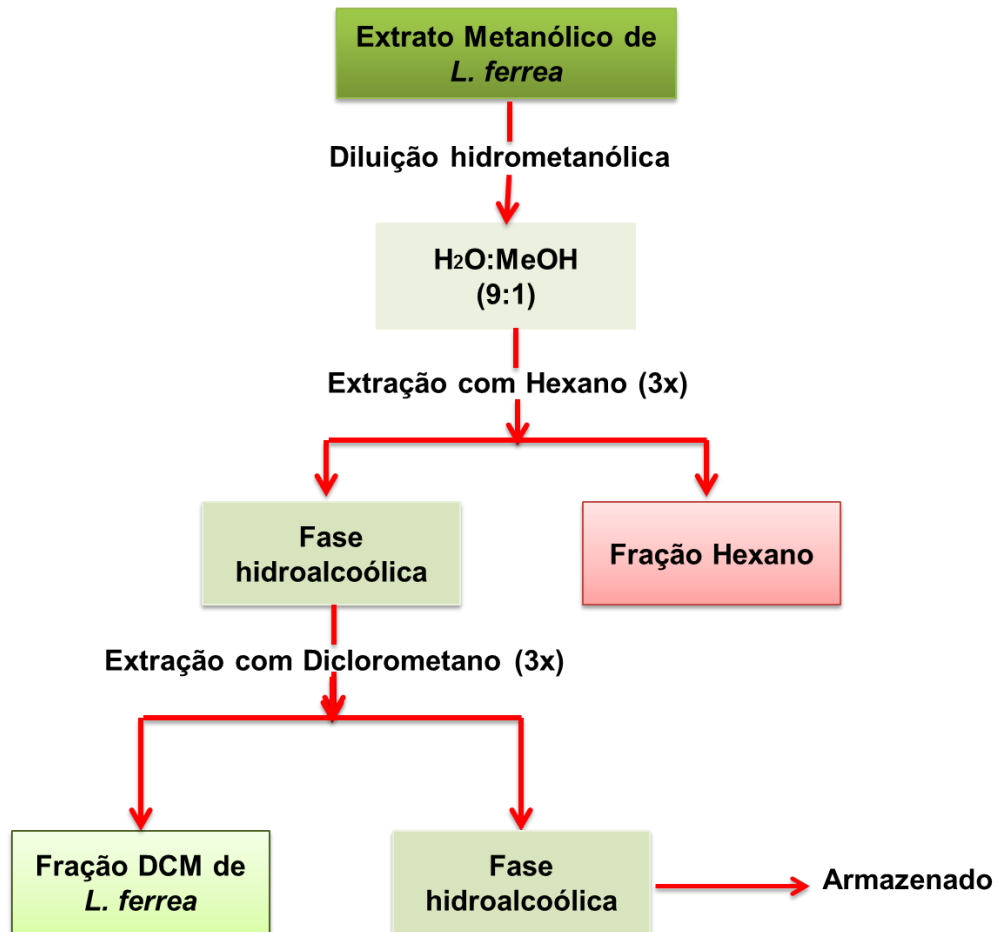 Extrato Metanólico de
L. ferrea
Diluição hidrometanólica
H₂O:MeOH
(9:1)
Extração com Hexano (3x)
Fase
hidroalcoólica
Fração Hexano
Extração com Diclorometano (3x)
Fração DCM de
L. ferrea
Fase
hidroalcoólica
Armazenado